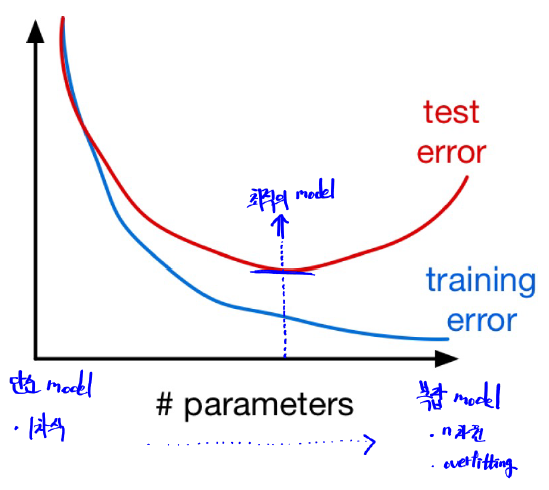 test
error
최적의 model
training
error
단순 model
· 1차식
# parameters
복잡 model
· n차원
· overfitting